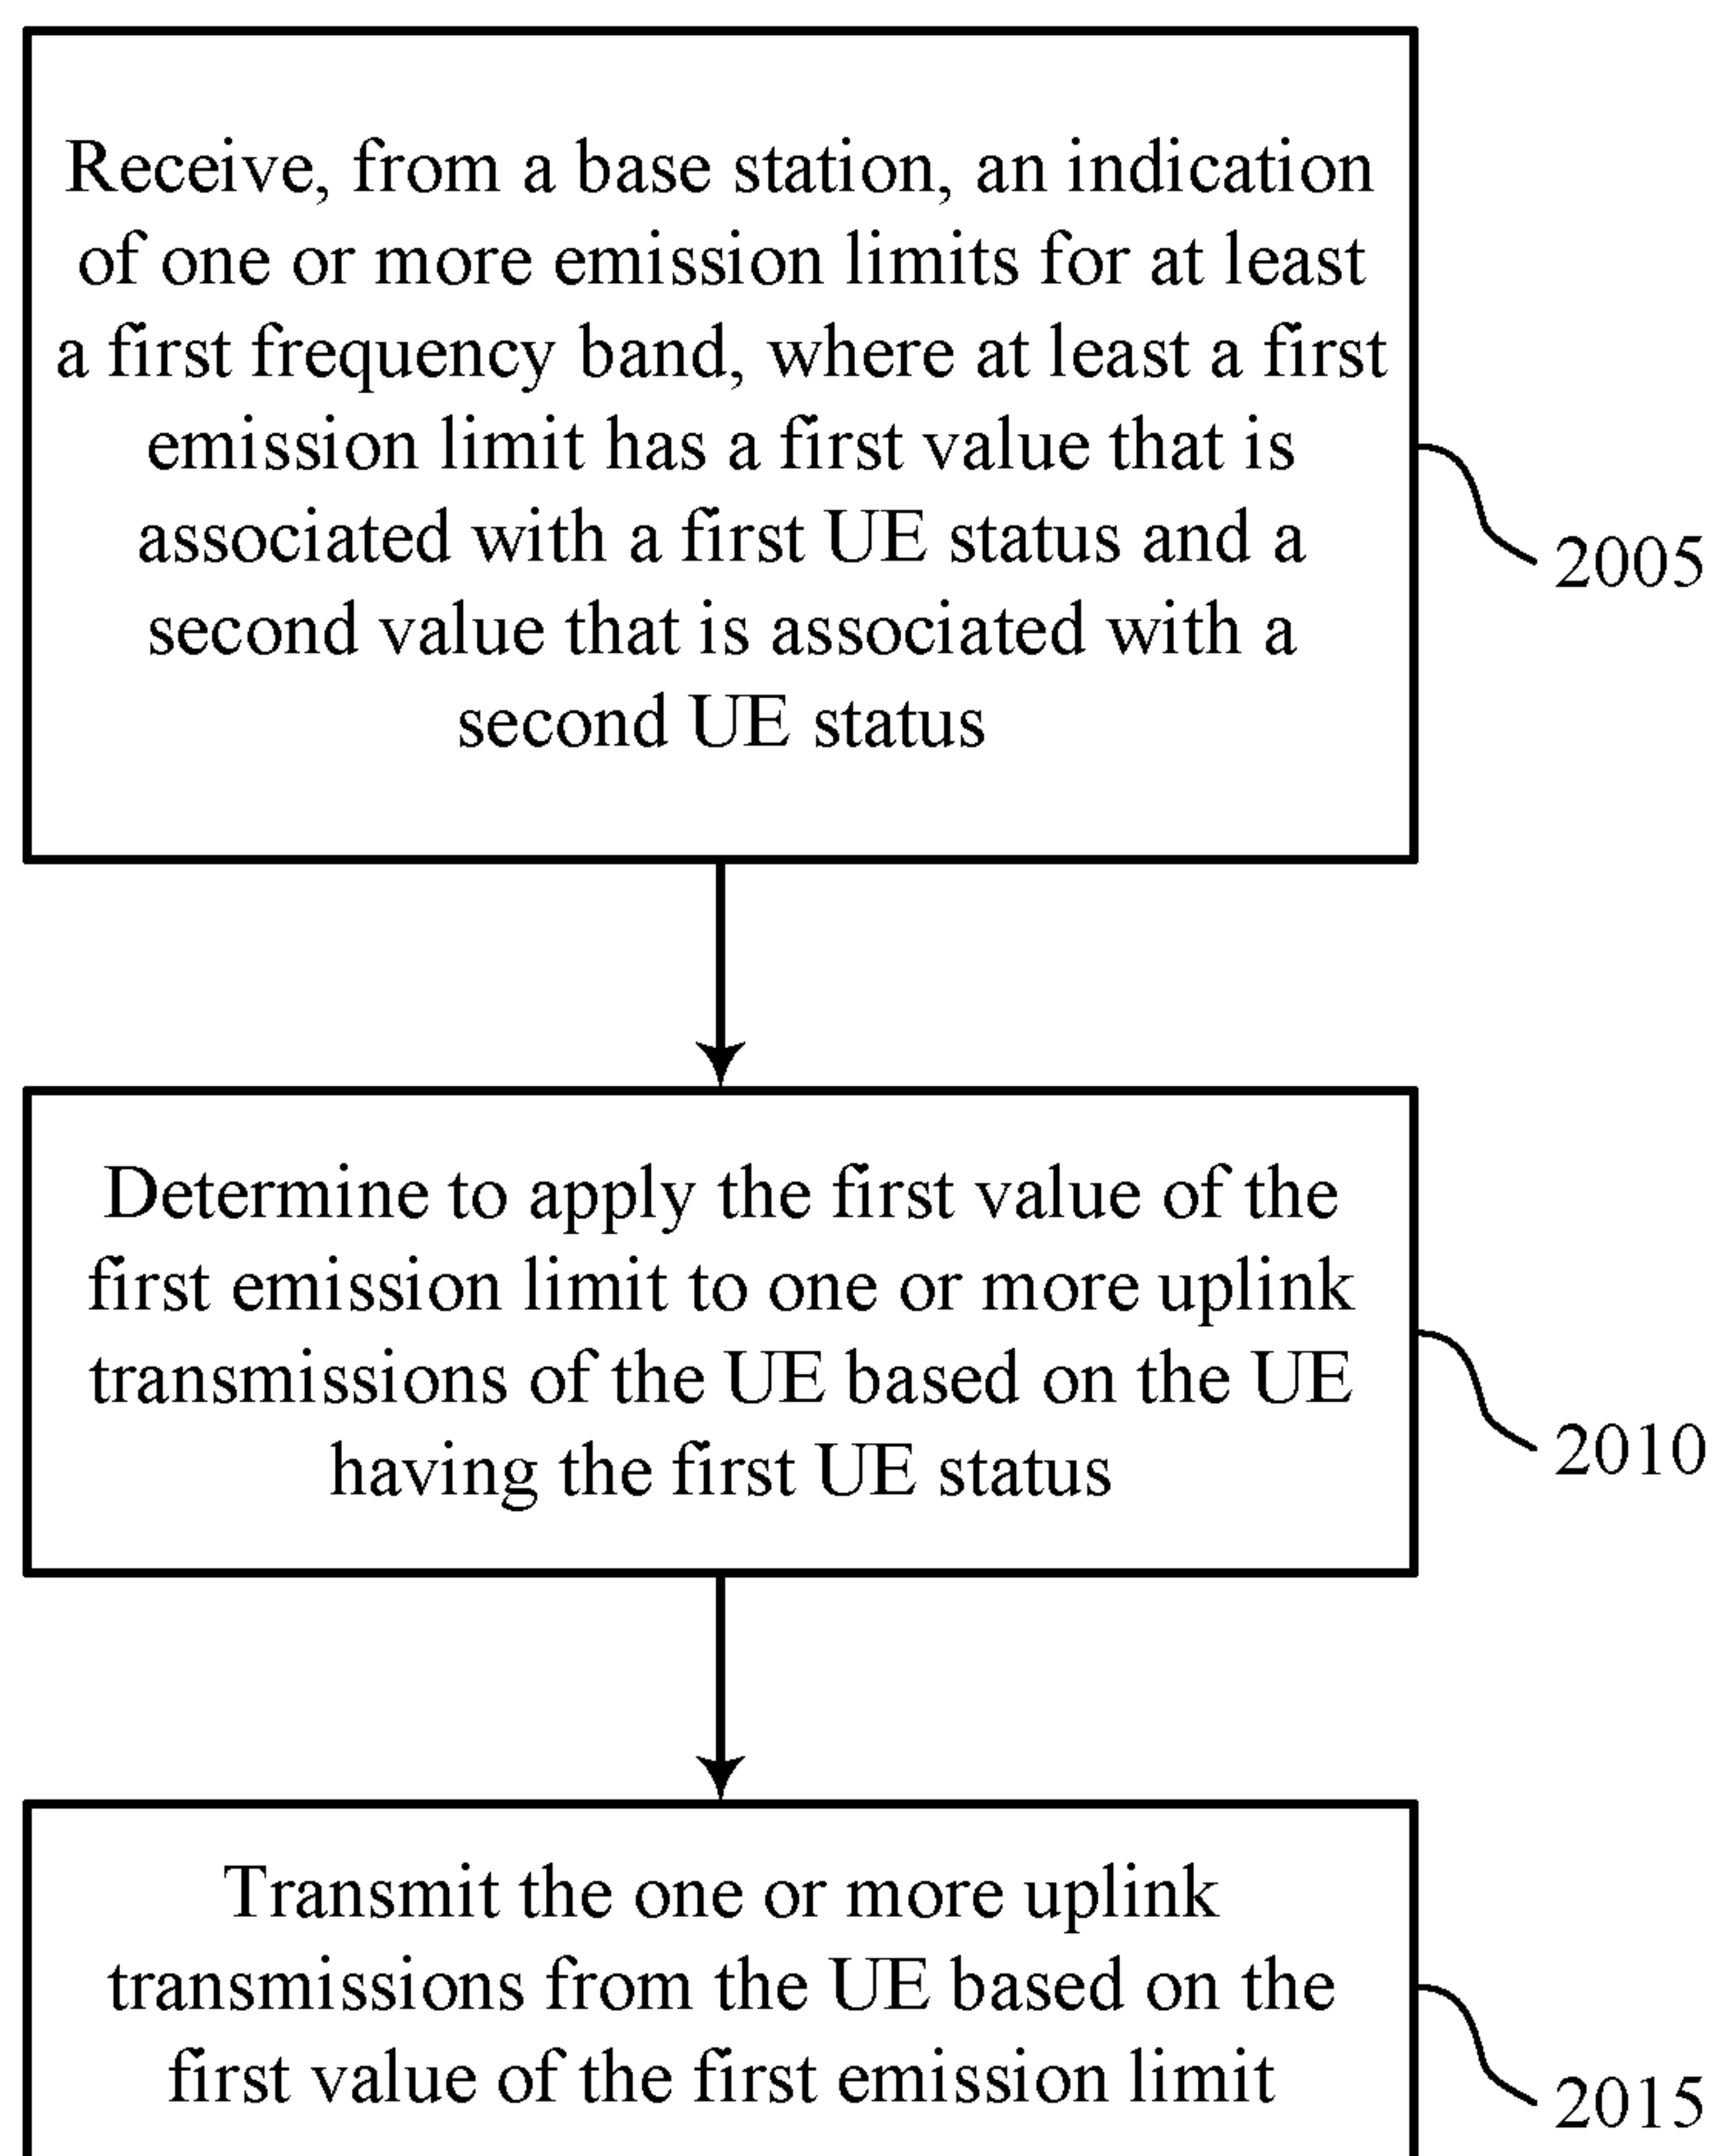 Receive, from a base station, an indication
of one or more emission limits for at least
a first frequency band, where at least a first
emission limit has a first value that is
associated with a first UE status and a
second value that is associated with a
second UE status
2005
Determine to apply the first value of the
first emission limit to one or more uplink
transmissions of the UE based on the UE
having the first UE status
2010
Transmit the one or more uplink
transmissions from the UE based on the
first value of the first emission limit
2015